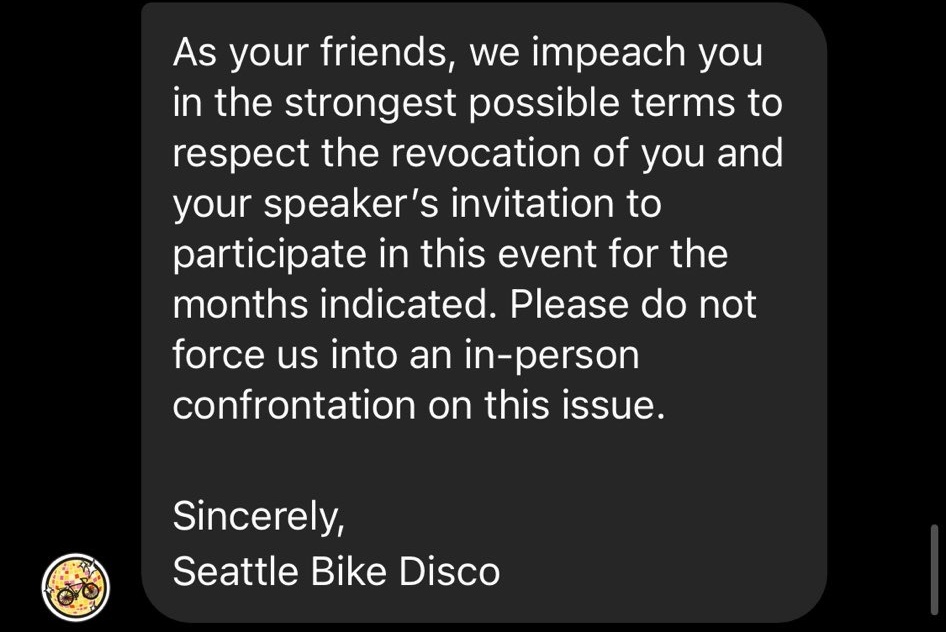 As your friends, we impeach you
in the strongest possible terms to
respect the revocation of you and
your speaker’s invitation to
participate in this event for the
months indicated. Please do not
force us into an in-person
confrontation on this issue.
Sincerely,
Seattle Bike Disco